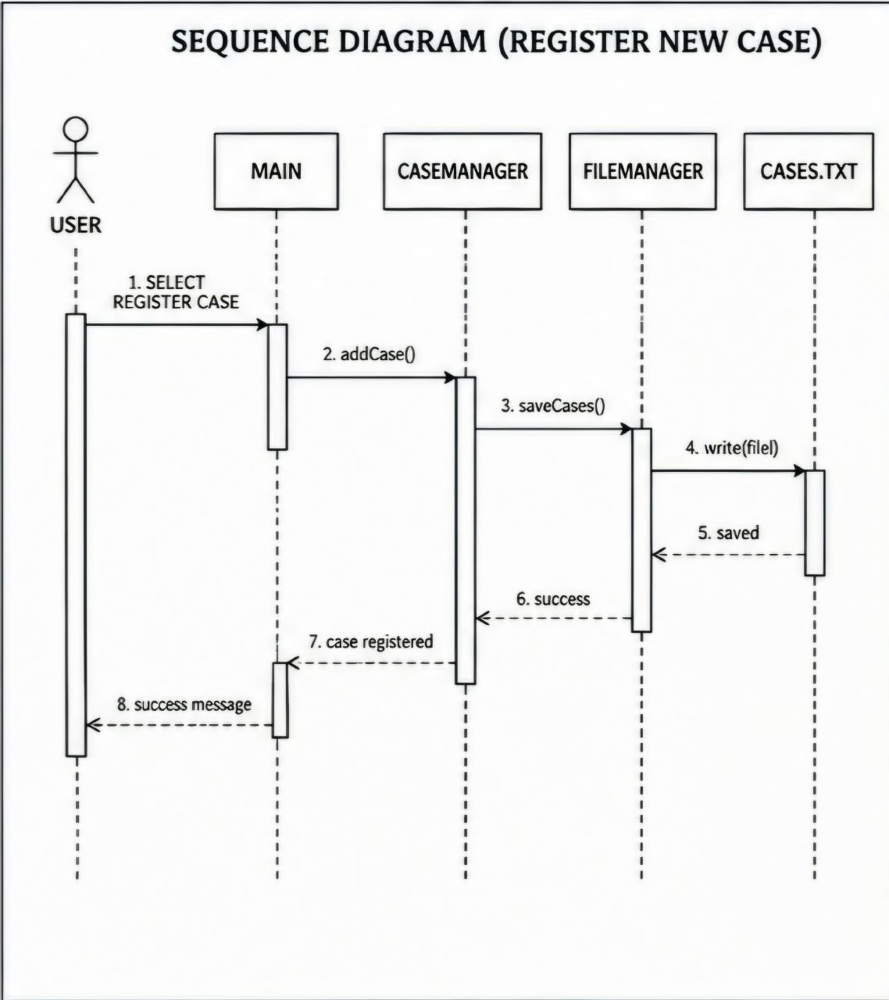 SEQUENCE DIAGRAM (REGISTER NEW CASE)
MAIN
CASEMANAGER
FILEMANAGER
CASES.TXT
USER
1. SELECT
REGISTER CASE
2. addCase()
3. saveCases()
4. write(filel)
5. saved
6. success
7. case registered
8. success message